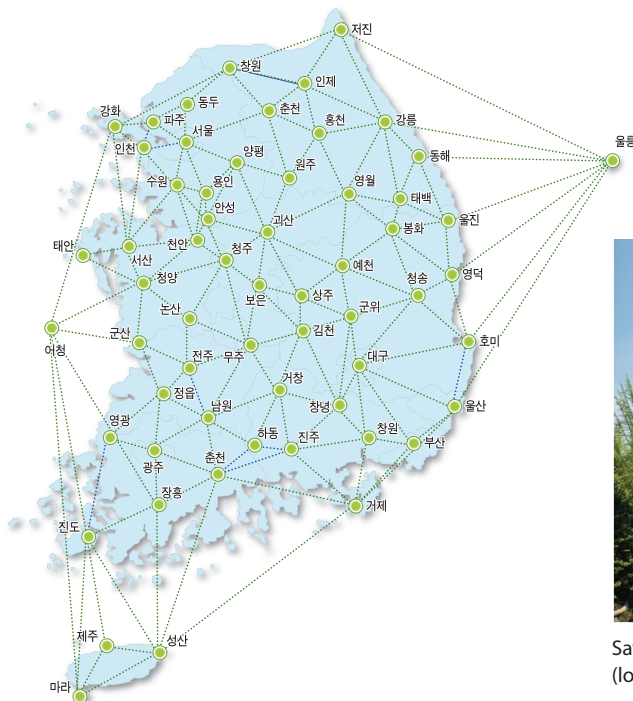 저진
창원
인제
동두
강화
파주
춘천
홍천
강릉
서울
인천
동해
울릉
양평
원주
수원
용인
영월
태백
안성
울진
괴산
봉화
천안
태안
서산
청주
예천
영덕
청양
청송
보은
상주
논산
군위
어청
군산
김천
호미
무주
전주
대구
거창
정읍
창녕
울산
남원
영광
하동
진주
창원
부산
광주
춘천
장흥
거제
진도
제주
성산
마라
Sa
(lo